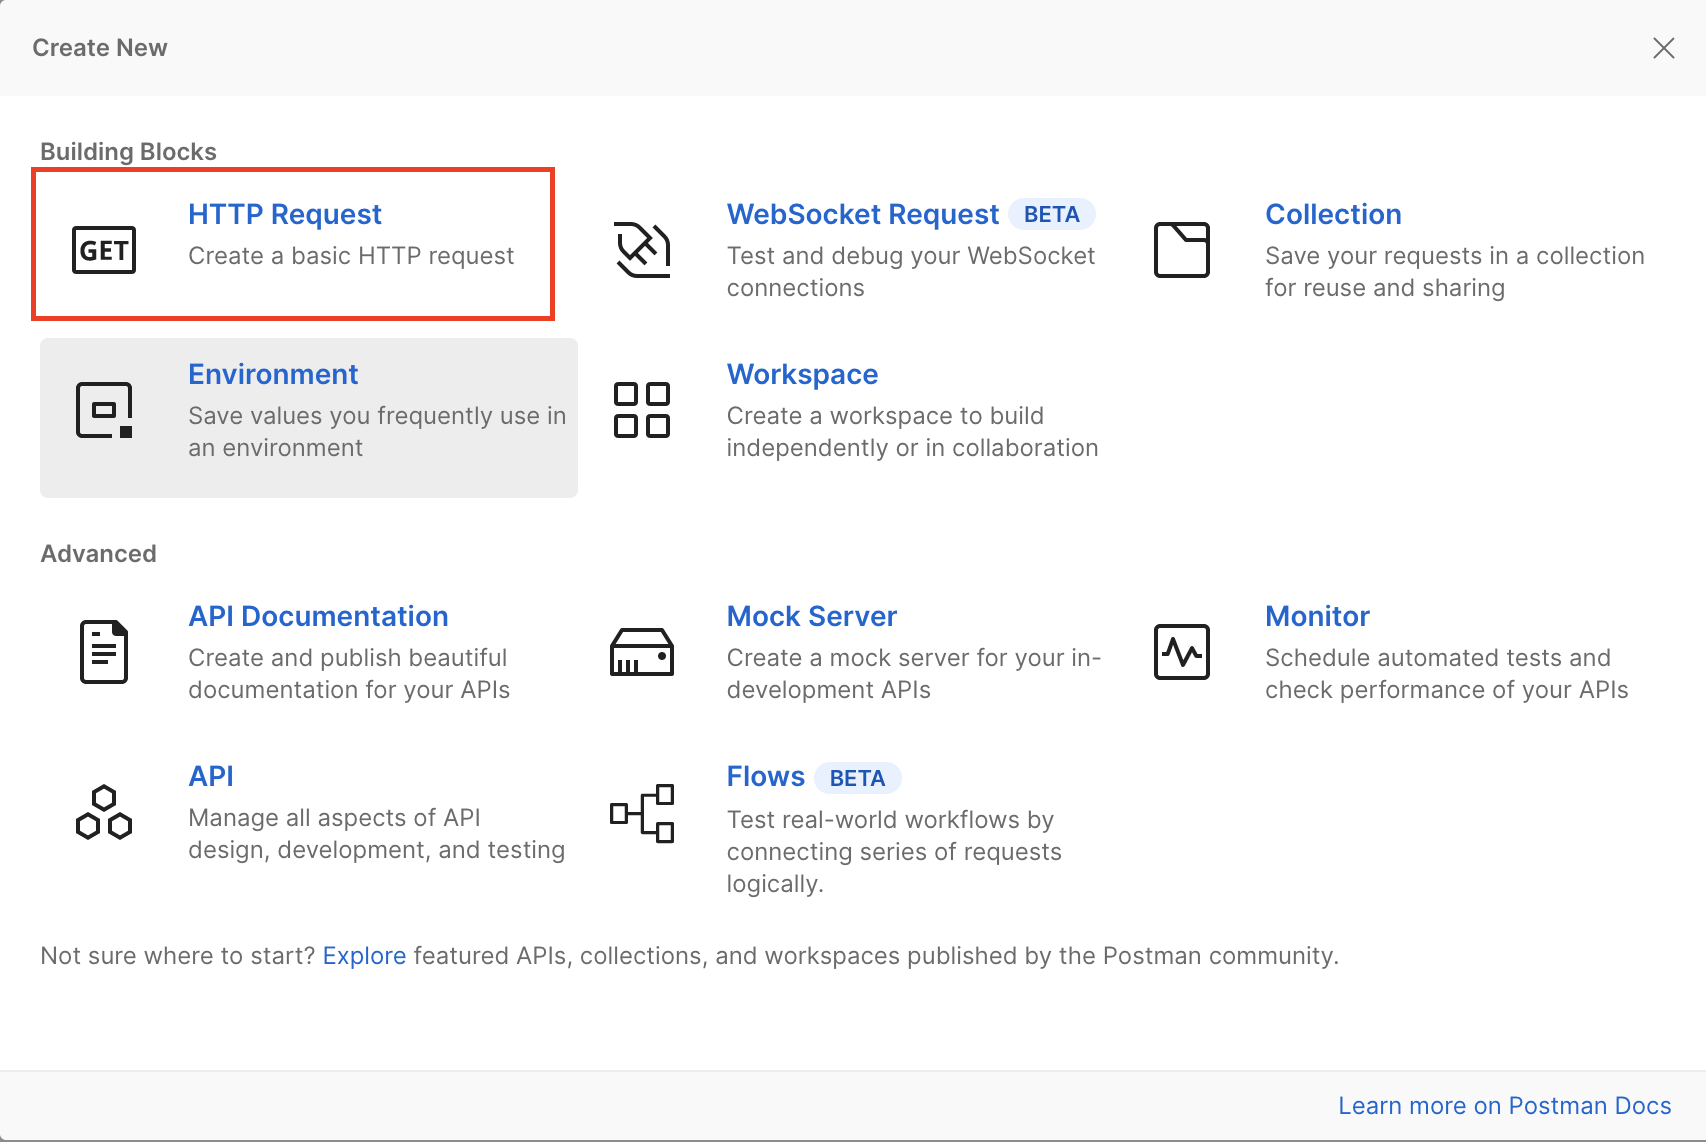 Create New
Building Blocks
GET
HTTP Request
Create a basic HTTP request
WebSocket Request BETA
Test and debug your WebSocket
connections
Collection
Save your requests in a collection
for reuse and sharing
Environment
Save values you frequently use in
an environment
Workspace
Create a workspace to build
independently or in collaboration
Advanced
API Documentation
Create and publish beautiful
documentation for your APIs
Mock Server
Create a mock server for your in-
development APIs
Monitor
Schedule automated tests and
check performance of your APIs
API
Manage all aspects of API
design, development, and testing
Flows BETA
Test real-world workflows by
connecting series of requests
logically.
Not sure where to start? Explore featured APIs, collections, and workspaces published by the Postman community.
Learn more on Postman Docs